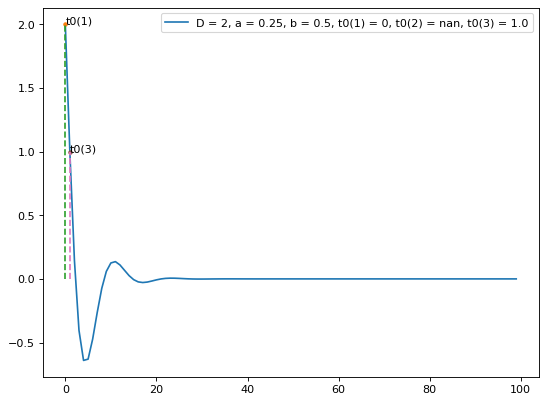 D = 2, a = 0.25, b = 0.5, t0(1) = 0, t0(2) = nan, t0(3) = 1.0
t0(1)
t0(3)
2.0
1.5
1.0
0.5
0.0
−0.5
0 20 40 60 80 100